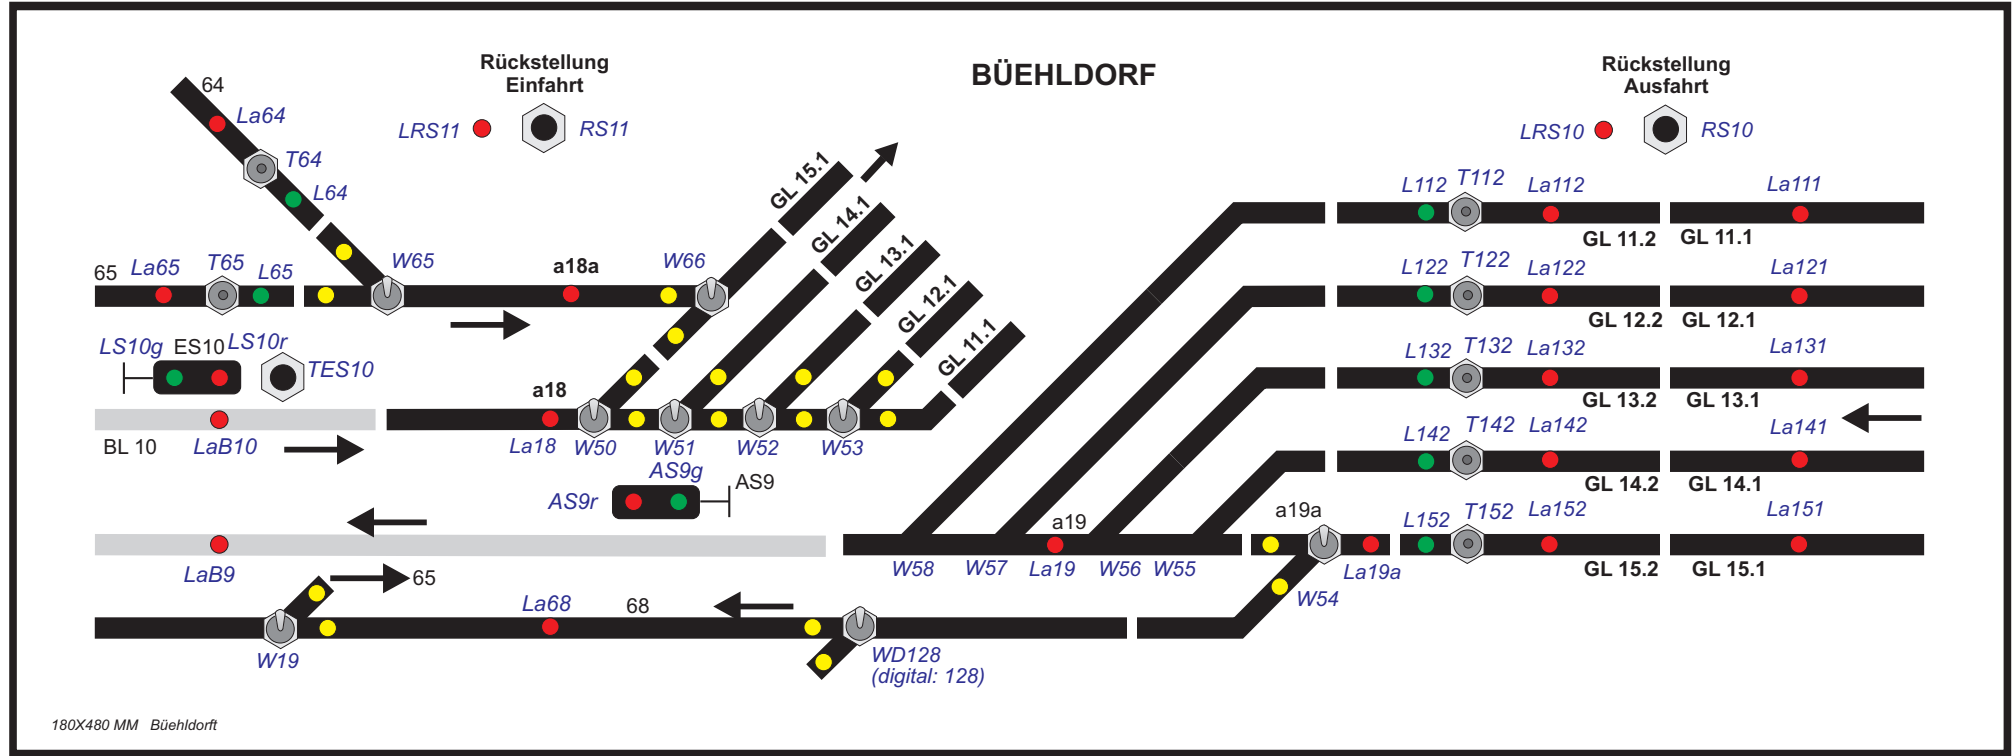 BÜEHLDORF
Rückstellung
Einfahrt
LRS11
RS11
Rückstellung
Ausfahrt
LRS10
RS10
64
La64
T64
L64
65
La65
T65
L65
W65
a18a
W66
GL 15.1
GL 14.1
GL 13.1
GL 12.1
GL 11.1
LS10g
ES10
LS10r
TES10
BL 10
LaB10
a18
La18
W50
W51
W52
W53
AS9r
AS9g
AS9
LaB9
65
W19
La68
68
WD128
(digital: 128)
W58
W57
a19
La19
W56
W55
a19a
La19a
W54
L112
T112
La112
La111
GL 11.2
GL 11.1
L122
T122
La122
La121
GL 12.2
GL 12.1
L132
T132
La132
La131
GL 13.2
GL 13.1
L142
T142
La142
La141
GL 14.2
GL 14.1
L152
T152
La152
La151
GL 15.2
GL 15.1
180X480 MM Büehldorft